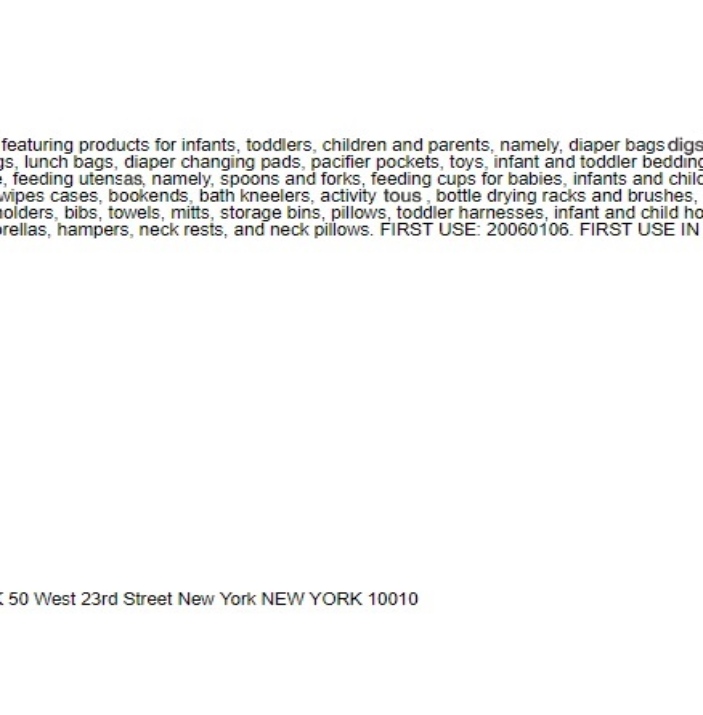 featuring products for infants, toddlers, children and parents, namely, diaper bags digs
gs, lunch bags, diaper changing pads, pacifier pockets, toys, infant and toddler bedding
, feeding utensas, namely, spoons and forks, feeding cups for babies, infants and chil
wipes cases, bookends, bath kneelers, activity tous , bottle drying racks and brushes,
holders, bibs, towels, mitts, storage bins, pillows, toddler harnesses, infant and child ho
rellas, hampers, neck rests, and neck pillows. FIRST USE: 20060106. FIRST USE IN
50 West 23rd Street New York NEW YORK 10010